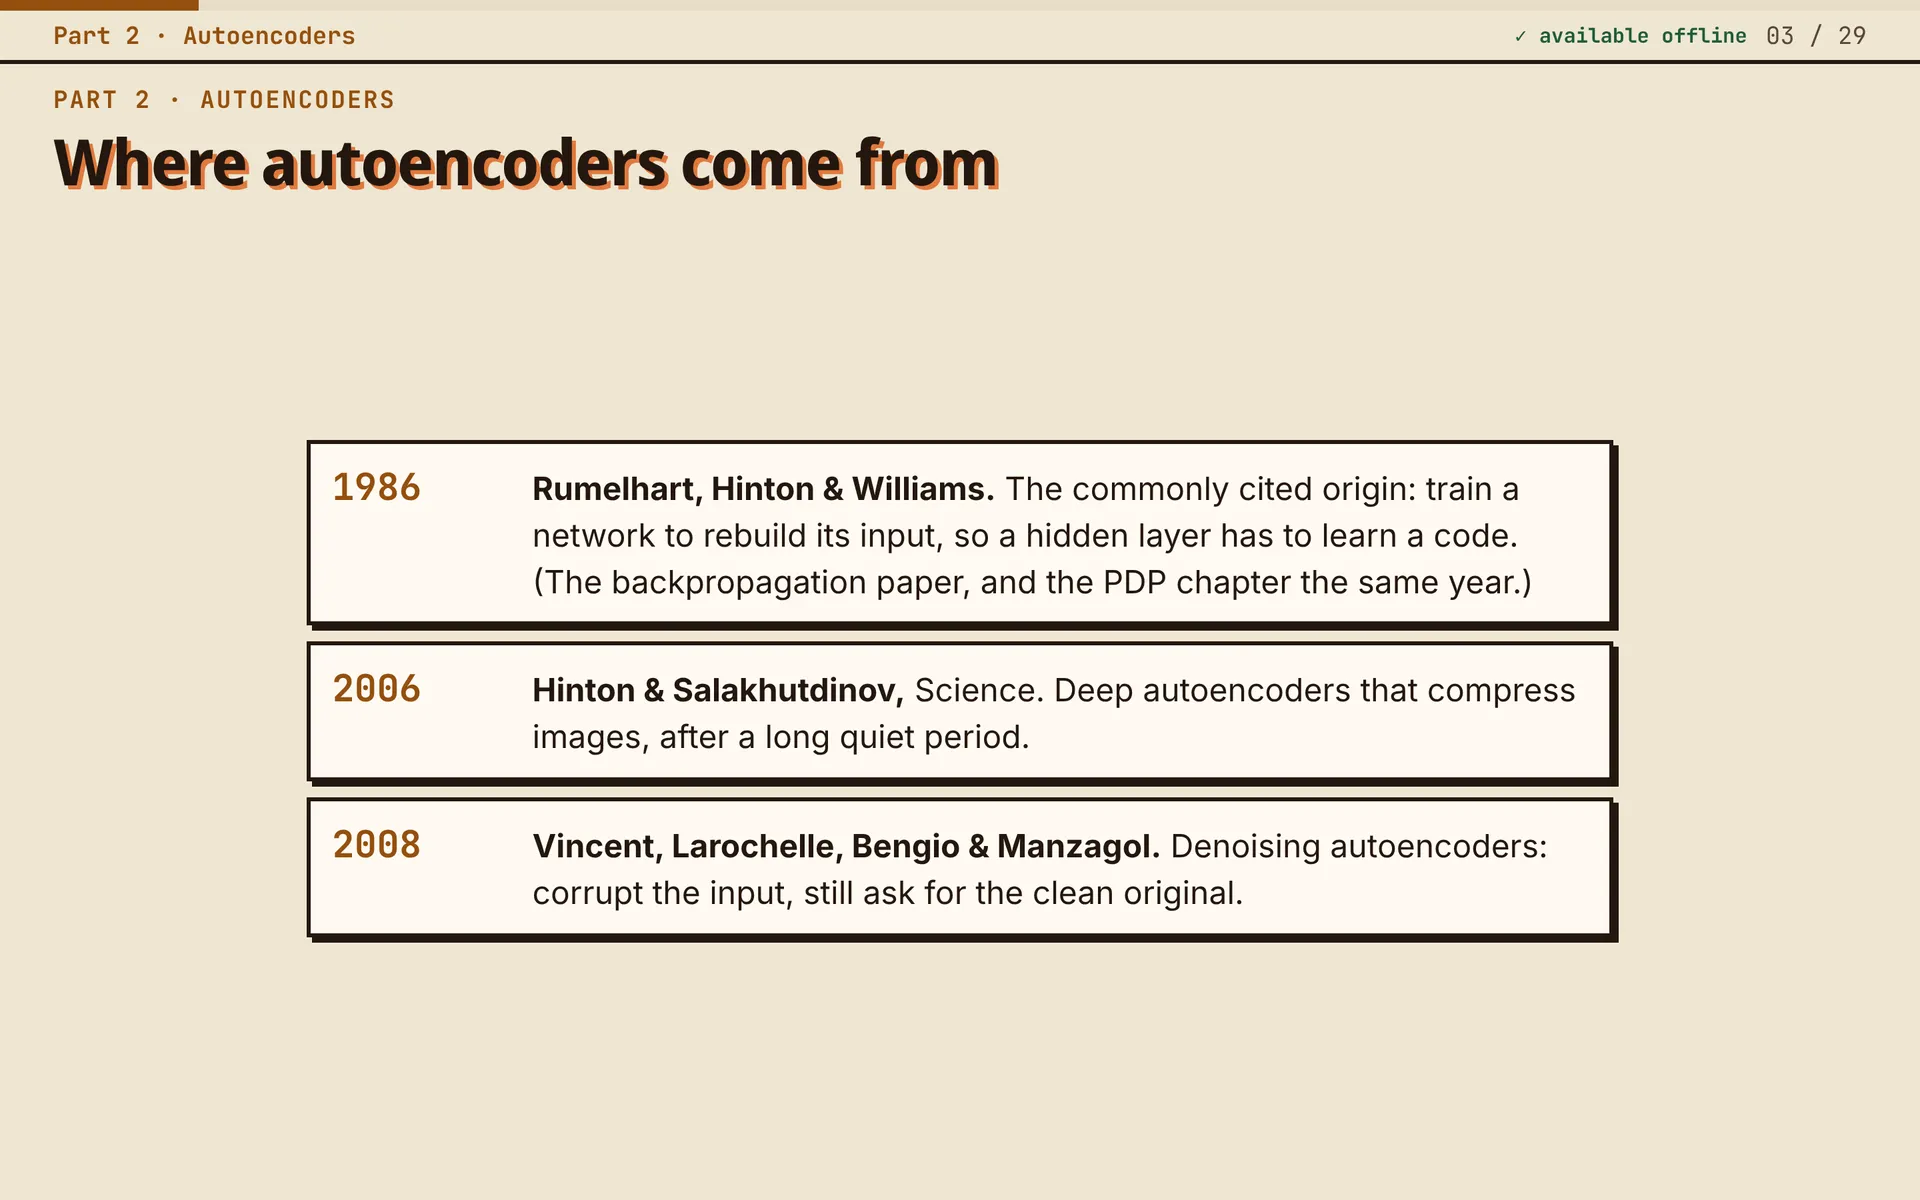 Part 2 · Autoencoders
✓ available offline 03 / 29
PART 2 · AUTOENCODERS
Where autoencoders come from
1986
Rumelhart, Hinton & Williams. The commonly cited origin: train a
network to rebuild its input, so a hidden layer has to learn a code.
(The backpropagation paper, and the PDP chapter the same year.)
2006
Hinton & Salakhutdinov, Science. Deep autoencoders that compress
images, after a long quiet period.
2008
Vincent, Larochelle, Bengio & Manzagol. Denoising autoencoders:
corrupt the input, still ask for the clean original.